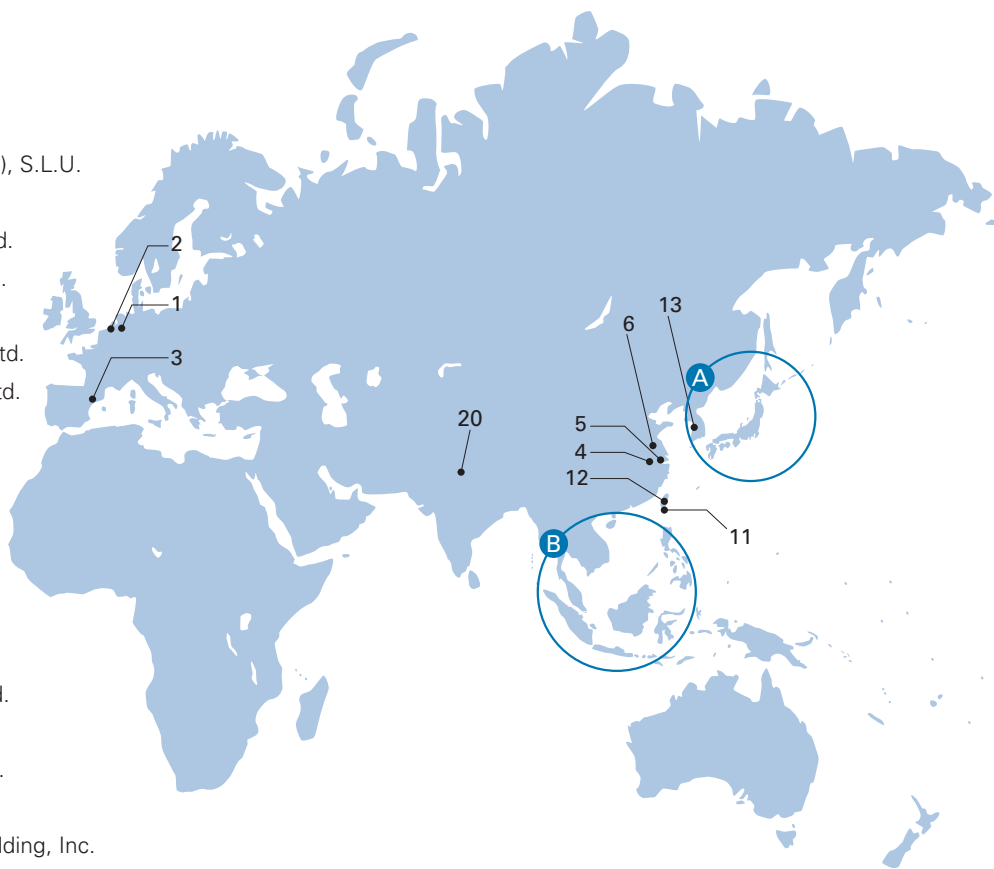 ), S.L.U.
d.
.
td.
td.
d.
.
lding, Inc.
2
1
3
20
6
13
A
5
4
12
11
B